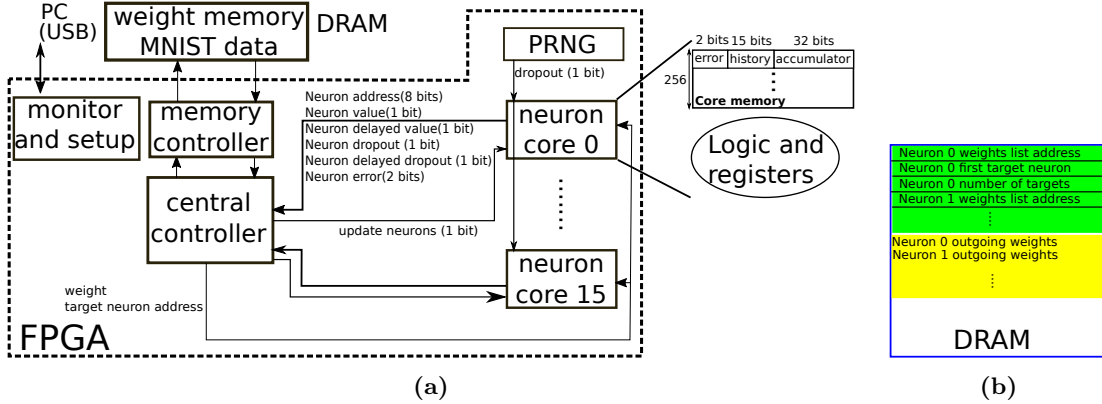 PC
(USB)
weight memory
MNIST data
DRAM
PRNG
dropout (1 bit)
2 bits 15 bits 32 bits
error history accumulator
256
Core memory
monitor
and setup
memory
controller
Neuron address(8 bits)
Neuron value(1 bit)
Neuron delayed value(1 bit)
Neuron dropout (1 bit)
Neuron delayed dropout (1 bit)
Neuron error(2 bits)
neuron
core 0
Logic and
registers
central
controller
update neurons (1 bit)
neuron
core 15
weight
target neuron address
FPGA
(a)
Neuron 0 weights list address
Neuron 0 first target neuron
Neuron 0 number of targets
Neuron 1 weights list address
Neuron 0 outgoing weights
Neuron 1 outgoing weights
DRAM
(b)